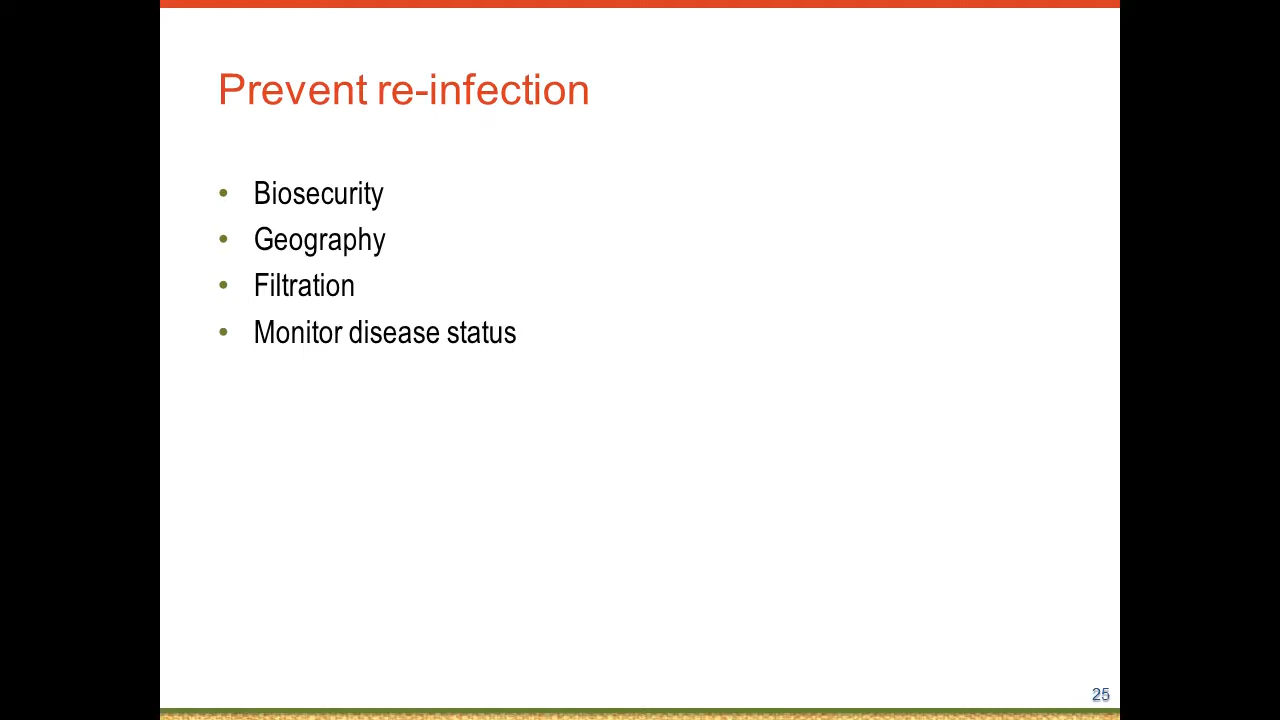 Prevent re-infection
• Biosecurity
• Geography
• Filtration
• Monitor disease status
25